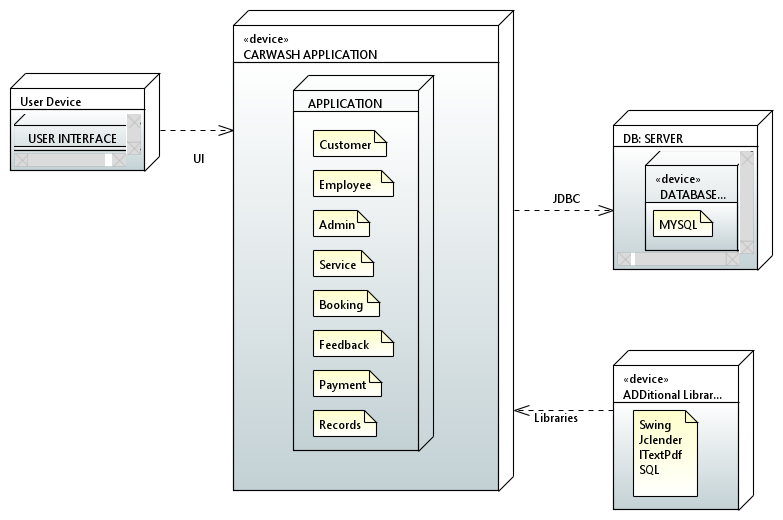 User Device
USER INTERFACE
UI
«device»
CARWASH APPLICATION
APPLICATION
Customer
Employee
Admin
Service
Booking
Feedback
Payment
Records
JDBC
DB: SERVER
«device»
DATABASE...
MYSQL
Libraries
«device»
ADDitional Librar...
Swing
Jclender
ITextPdf
SQL